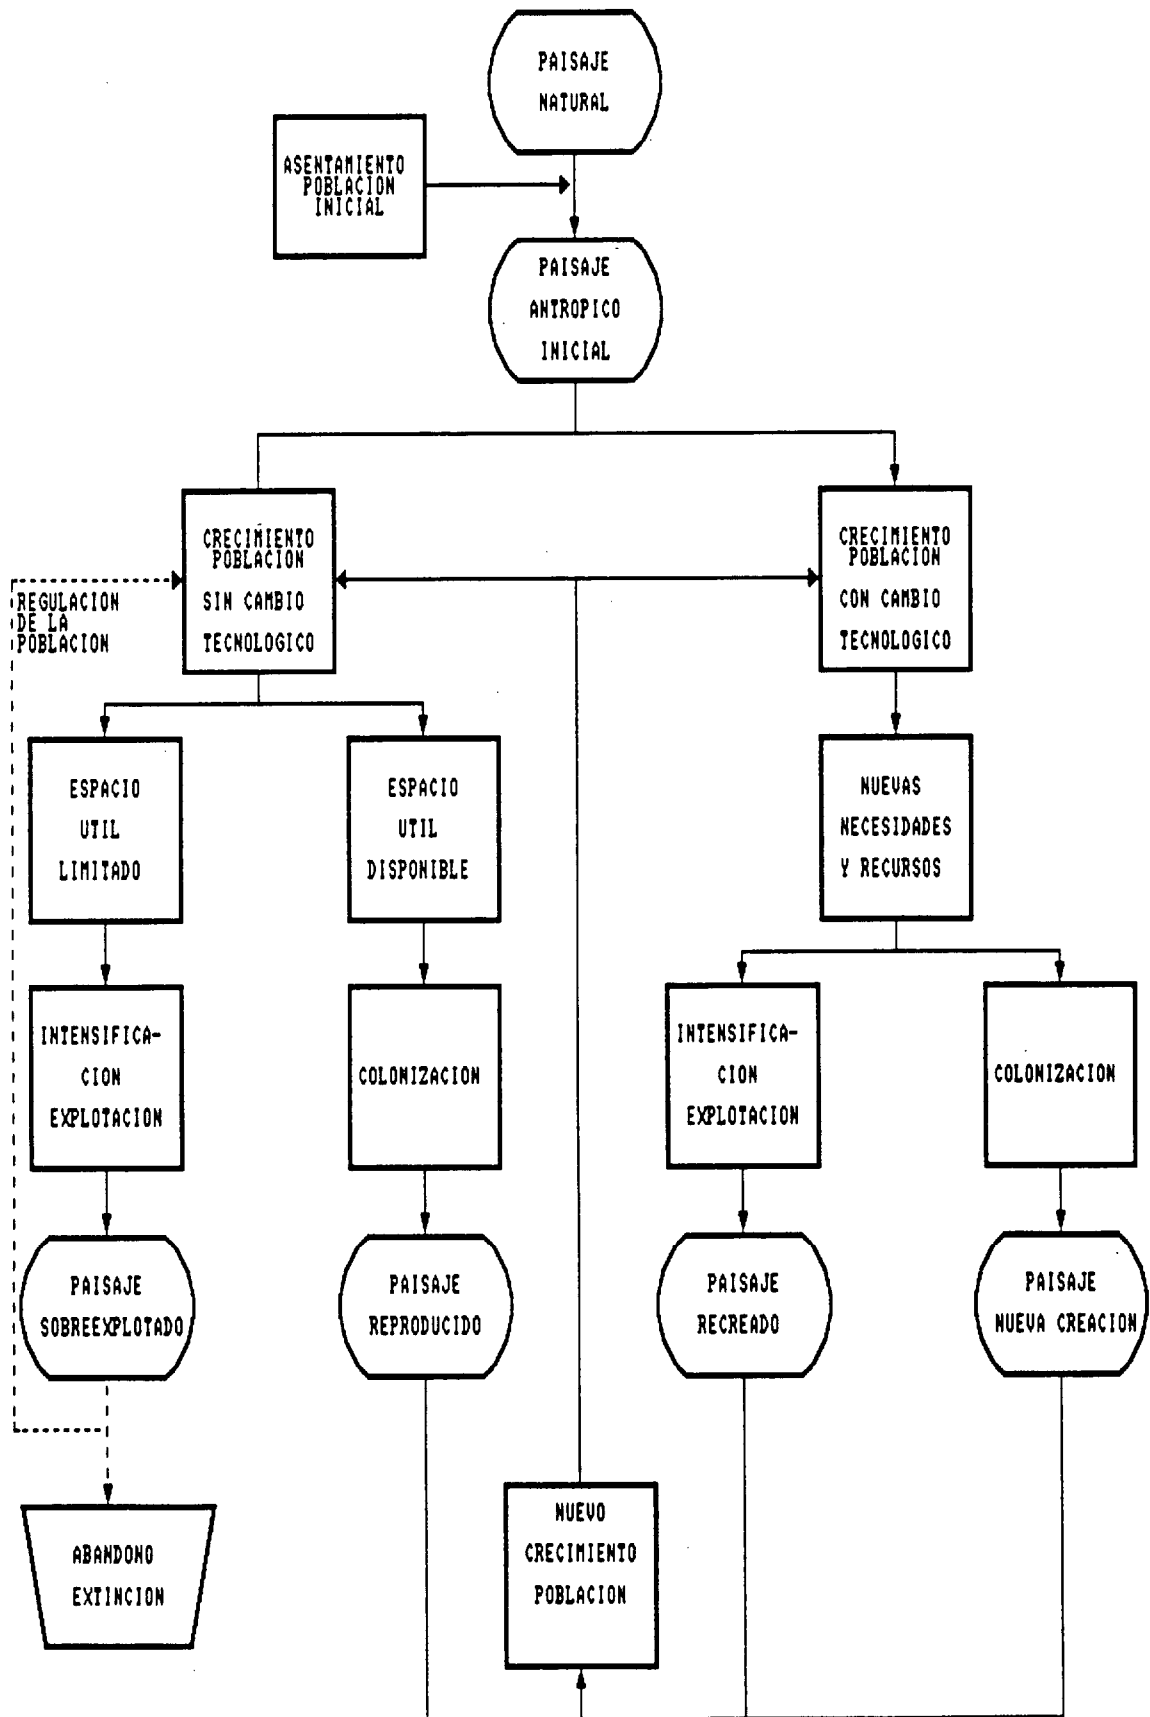 PAISAJE
NATURAL
ASENTAMIENTO
POBLACION
INICIAL
PAISAJE
ANTROPICO
INICIAL
CRECIMIENTO
POBLACION
SIN CAMBIO
TECNOLOGICO
CRECIMIENTO
POBLACION
CON CAMBIO
TECNOLOGICO
REGULACION
DE LA
POBLACION
ESPACIO
UTIL
LIMITADO
ESPACIO
UTIL
DISPONIBLE
NUEVAS
NECESIDADES
Y RECURSOS
INTENSIFICA-
CION
EXPLOTACION
COLONIZACION
INTENSIFICA-
CION
EXPLOTACION
COLONIZACION
PAISAJE
SOBREEXPLOTADO
PAISAJE
REPRODUCIDO
PAISAJE
RECREADO
PAISAJE
NUEVA CREACION
ABANDONO
EXTINCION
NUEVO
CRECIMIENTO
POBLACION